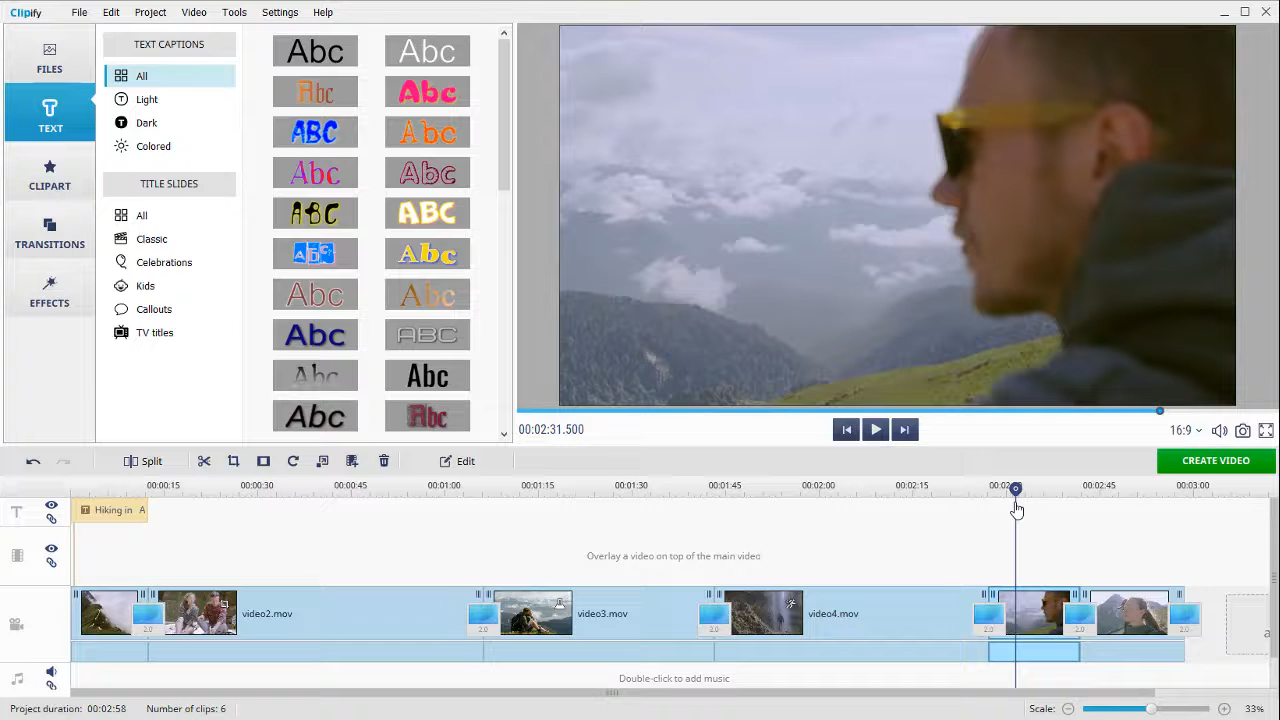 Clipify File Edit Project Video Tools Settings Help
FILES
TEXT
CLIPART
TRANSITIONS
EFFECTS
TEXT CAPTIONS
All
Light
Dark
Colored
TITLE SLIDES
All
Classic
Celebrations
Kids
Callouts
TV titles
Abc Abc
Abc Abc
ABC Abc
Abc Abc
ABC ABC
ABC Abc
Abc Abc
Abc ABC
Abc Abc
Abc Abc
00:02:31.500 16:9
Split Edit CREATE VIDEO
00:00:15 00:00:30 00:00:45 00:01:00 00:01:15 00:01:30 00:01:45 00:02:00 00:02:15 00:02:45 00:03:00
T T Hiking in A
Overlay a video on top of the main video
video2.mov video3.mov video4.mov
2.0 2.0 2.0 2.0 2.0 2.0
Double-click to add music
Project duration: 00:02:58 Number of clips: 6 Scale: 33%